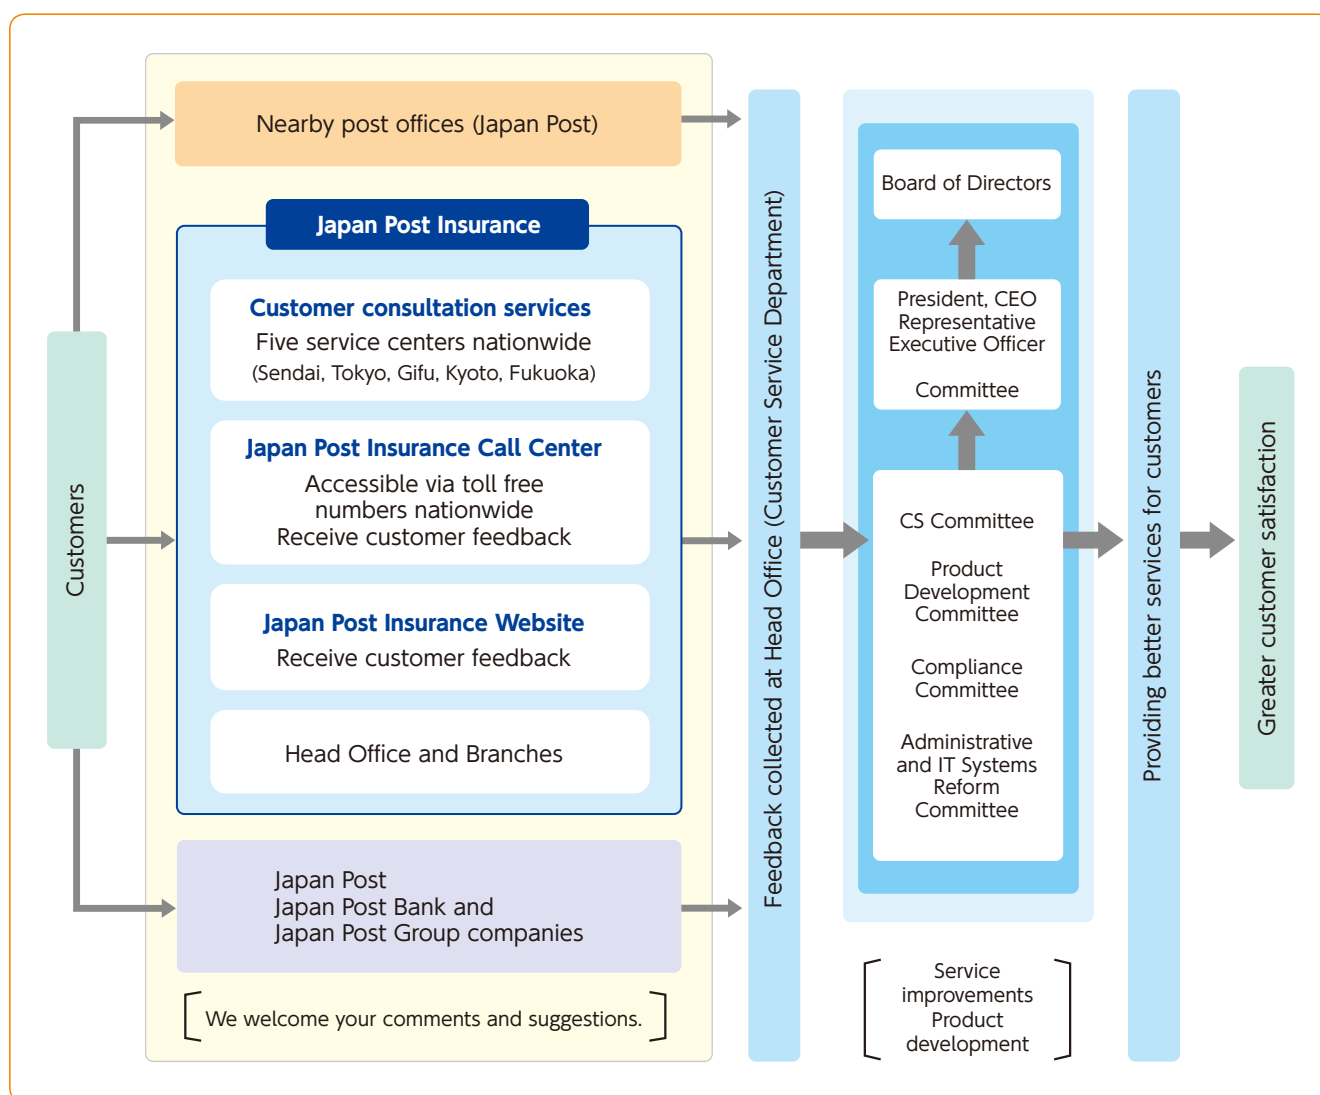 Customers
Nearby post offices (Japan Post)
Japan Post Insurance
Customer consultation services
Five service centers nationwide
(Sendai, Tokyo, Gifu, Kyoto, Fukuoka)
Japan Post Insurance Call Center
Accessible via toll free
numbers nationwide
Receive customer feedback
Japan Post Insurance Website
Receive customer feedback
Head Office and Branches
Japan Post
Japan Post Bank and
Japan Post Group companies
We welcome your comments and suggestions.
Feedback collected at Head Office (Customer Service Department)
Board of Directors
President, CEO
Representative
Executive Officer
Committee
CS Committee
Product
Development
Committee
Compliance
Committee
Administrative
and IT Systems
Reform
Committee
Service
improvements
Product
development
Providing better services for customers
Greater customer satisfaction